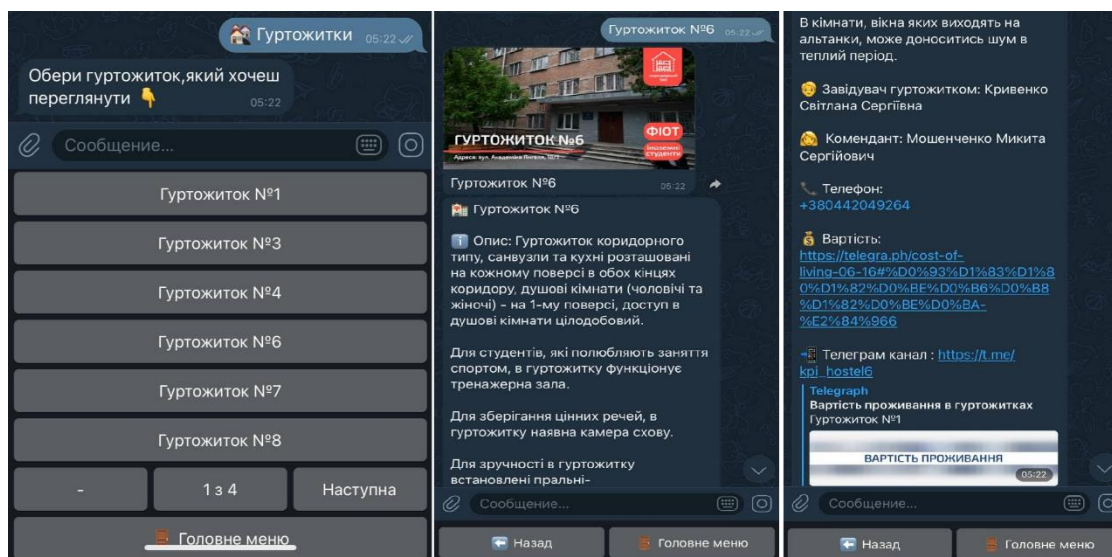 Гуртожитки 05:22
Обери гуртожиток,який хочеш
переглянути 👇 05:22
Сообщение...
Гуртожиток №1
Гуртожиток №3
Гуртожиток №4
Гуртожиток №6
Гуртожиток №7
Гуртожиток №8
- 1 з 4 Наступна
Головне меню
Гуртожиток №6 05:22
ГУРТОЖИТОК №6
ФІОТ
іноземні
студенти
Гуртожиток №6 05:22
Гуртожиток №6
Опис: Гуртожиток коридорного
типу, санвузли та кухні розташовані
на кожному поверсі в обох кінцях
коридору, душові кімнати (чоловічі та
жіночі) – на 1-му поверсі, доступ в
душові кімнати цілодобовий.
Для студентів, які полюбляють заняття
спортом, в гуртожитку функціонує
тренажерна зала.
Для зберігання цінних речей, в
гуртожитку наявна камера схову.
Для зручності в гуртожитку
встановлені пральні-
Сообщение...
Назад Головне меню
В кімнати, вікна яких виходять на
альтанки, може доноситись шум в
теплий період.
Завідувач гуртожитком: Кривенко
Світлана Сергіївна
Комендант: Мошенченко Микита
Сергійович
Телефон:
+380442049264
Вартість:
https://telegra.ph/cost-of-
living-06-16#%D0%93%D1%83%D1%8
0%D1%82%D0%BE%D0%B6%D0%B8
%D1%82%D0%BE%D0%BA-
%E2%84%966
Телеграм канал : https://t.me/
kpi_hostel6
Telegraph
Вартість проживання в гуртожитках
Гуртожиток №1
ВАРТІСТЬ ПРОЖИВАННЯ
05:22
Сообщение...
Назад Головне меню